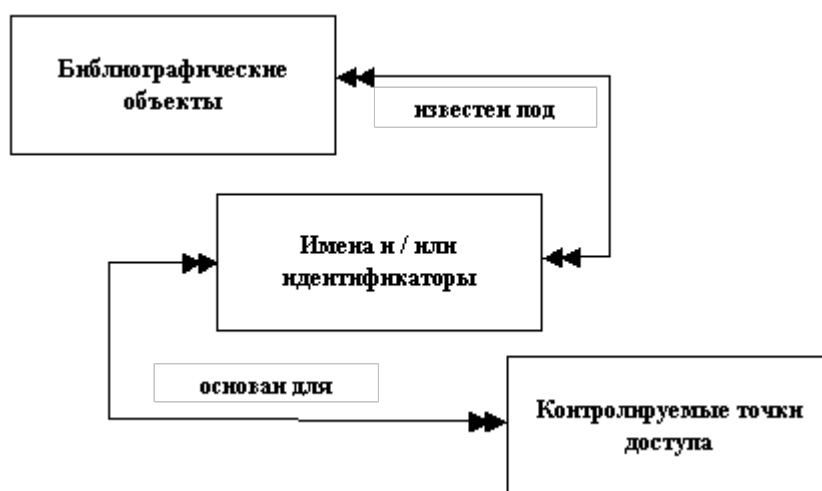 Библиографические
объекты
известен под
Имена и / или
идентификаторы
основан для
Контролируемые точки
доступа